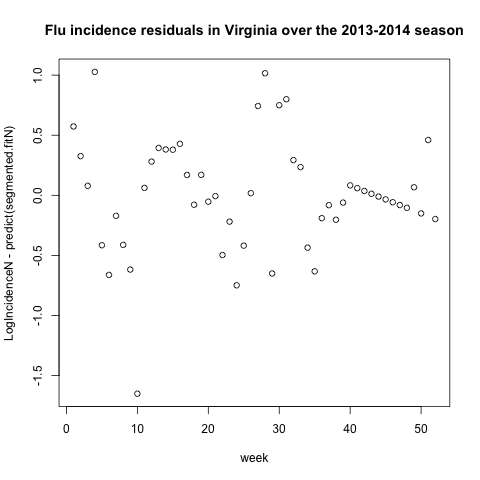 Flu incidence residuals in Virginia over the 2013-2014 season
LogIncidenceN - predict(segmented.fitN)
1.0
0.5
0.0
-0.5
-1.0
-1.5
0 10 20 30 40 50
week